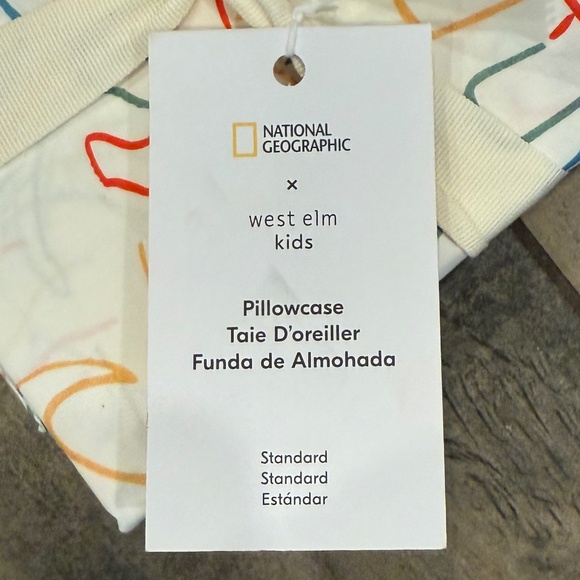 NATIONAL
GEOGRAPHIC
×
west elm
kids
Pillowcase
Taie D'oreiller
Funda de Almohada
Standard
Standard
Estándar